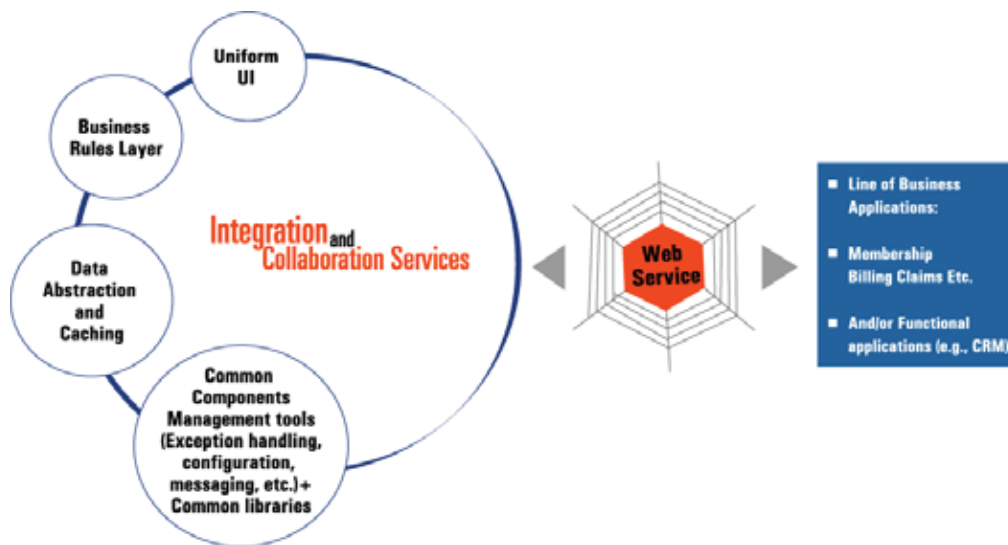 Uniform
UI
Business
Rules Layer
Data
Abstraction
and
Caching
Common
Components
Management tools
(Exception handling,
configuration,
messaging, etc.)+
Common libraries
Integration and
Collaboration Services
Web
Service
Line of Business
Applications:
Membership
Billing Claims Etc.
And/or Functional
applications (e.g., CRM)